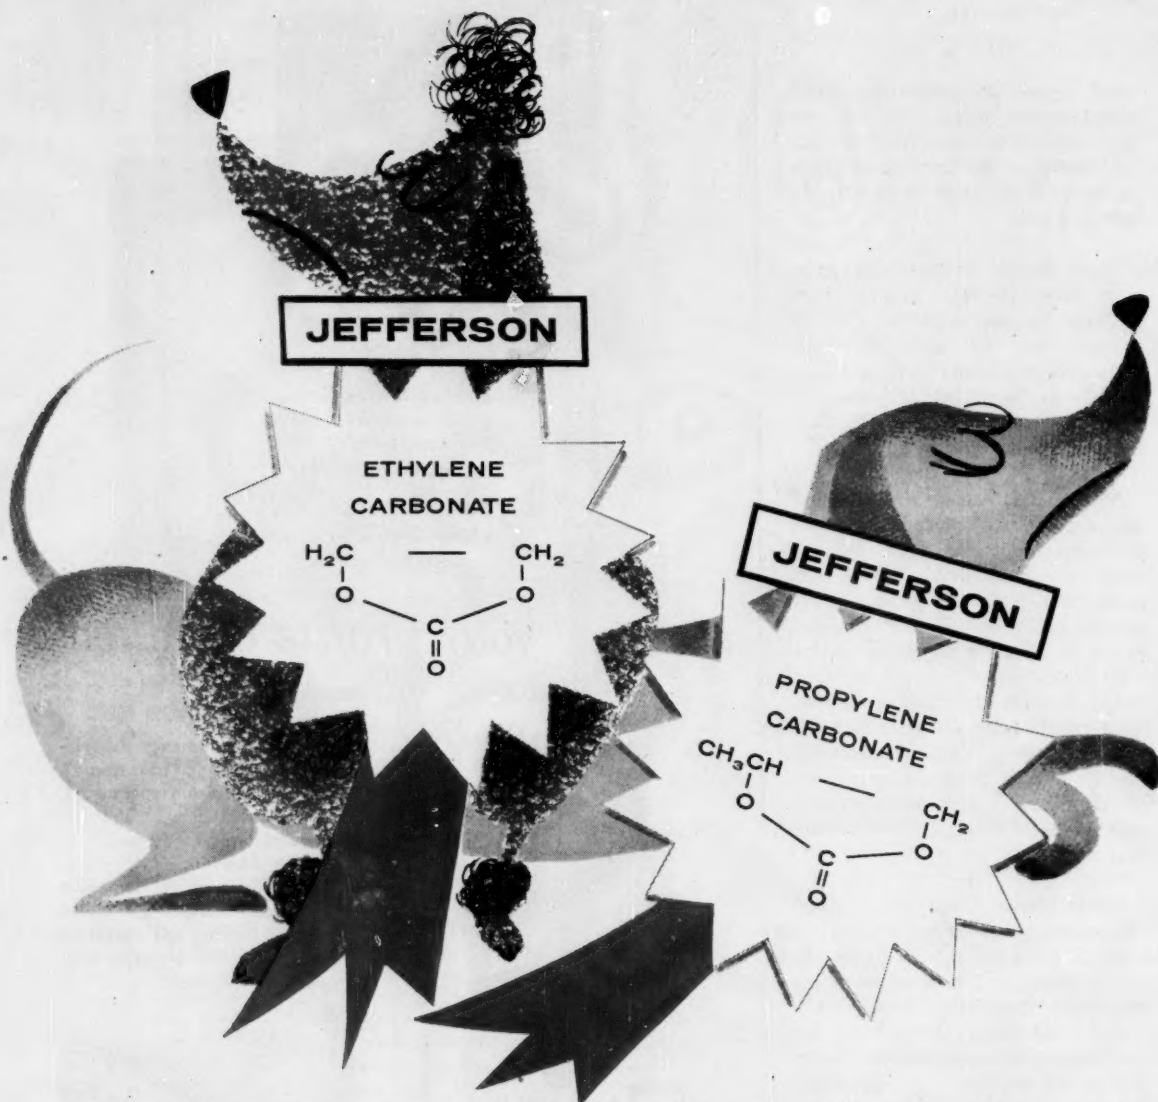 JEFFERSON
ETHYLENE
CARBONATE
H₂C — CH₂
O O
C
O
JEFFERSON
PROPYLENE
CARBONATE
CH₃CH — CH₂
O O
C
O